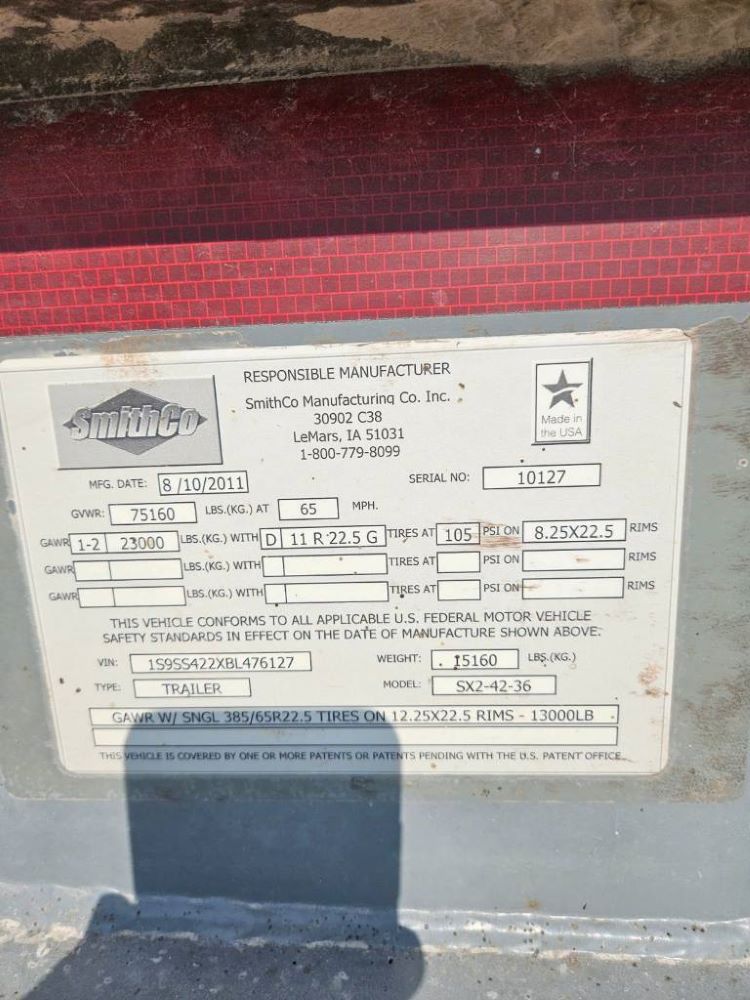 RESPONSIBLE MANUFACTURER
SmithCo
SmithCo Manufacturing Co. Inc.
30902 C38
LeMars, IA 51031
1-800-779-8099
Made in
the USA
MFG. DATE: 8 /10/2011 SERIAL NO: 10127
GVWR: 75160 LBS.(KG.) AT 65 MPH.
GAWR 1-2 23000 LBS.(KG.) WITH D 11 R 22.5 G TIRES AT 105 PSI ON 8.25X22.5 RIMS
GAWR LBS.(KG.) WITH TIRES AT PSI ON RIMS
GAWR LBS.(KG.) WITH TIRES AT PSI ON RIMS
THIS VEHICLE CONFORMS TO ALL APPLICABLE U.S. FEDERAL MOTOR VEHICLE
SAFETY STANDARDS IN EFFECT ON THE DATE OF MANUFACTURE SHOWN ABOVE.
VIN: 1S9SS422XBL476127 WEIGHT: 15160 LBS.(KG.)
TYPE: TRAILER MODEL: SX2-42-36
GAWR W/ SNGL 385/65R22.5 TIRES ON 12.25X22.5 RIMS - 13000LB
THIS VEHICLE IS COVERED BY ONE OR MORE PATENTS OR PATENTS PENDING WITH THE U.S. PATENT OFFICE